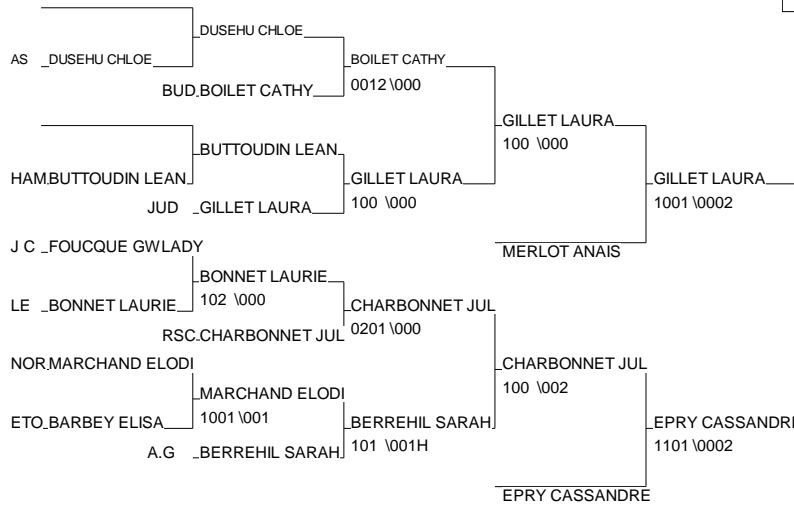 DUSEHU CHLOE
AS DUSEHU CHLOE BOILET CATHY
BUD BOILET CATHY 0012 \000
GILLET LAURA
100 \000
BUTTOUDIN LEAN
HAM BUTTOUDIN LEAN GILLET LAURA GILLET LAURA
JUD GILLET LAURA 100 \000 1001 \0002
J C FOUCQUE GWLADY MERLOT ANAIS
BONNET LAURIE
LE BONNET LAURIE 102 \000 CHARBONNET JUL
RSC CHARBONNET JUL 0201 \000
NOR MARCHAND ELODI CHARBONNET JUL
MARCHAND ELODI 100 \002
ETO BARBEY ELISA 1001 \001 BERREHIL SARAH EPRY CASSANDRE
A.G BERREHIL SARAH 101 \001H 1101 \0002
EPRY CASSANDRE